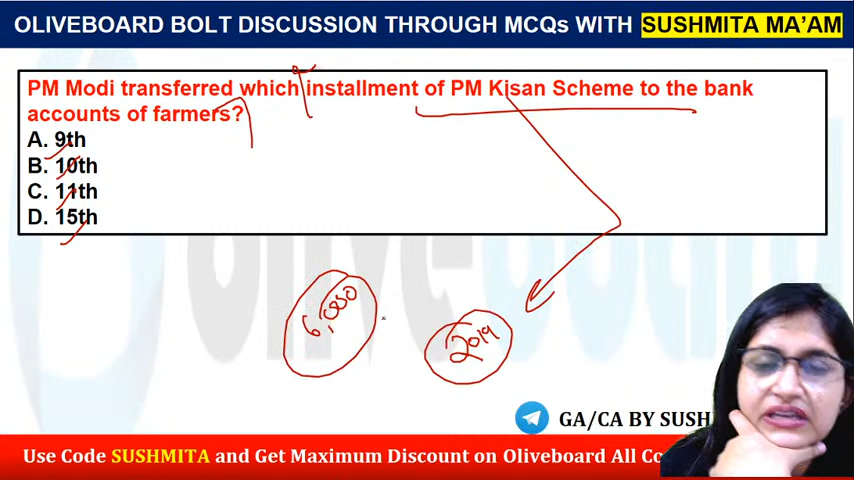 OLIVEBOARD BOLT DISCUSSION THROUGH MCQs WITH SUSHMITA MA'AM
PM Modi transferred which installment of PM Kisan Scheme to the bank
accounts of farmers?
A. 9th
B. 10th
C. 11th
D. 15th
6,000
2019
GA/CA BY SUSH
Use Code SUSHMITA and Get Maximum Discount on Oliveboard All Co